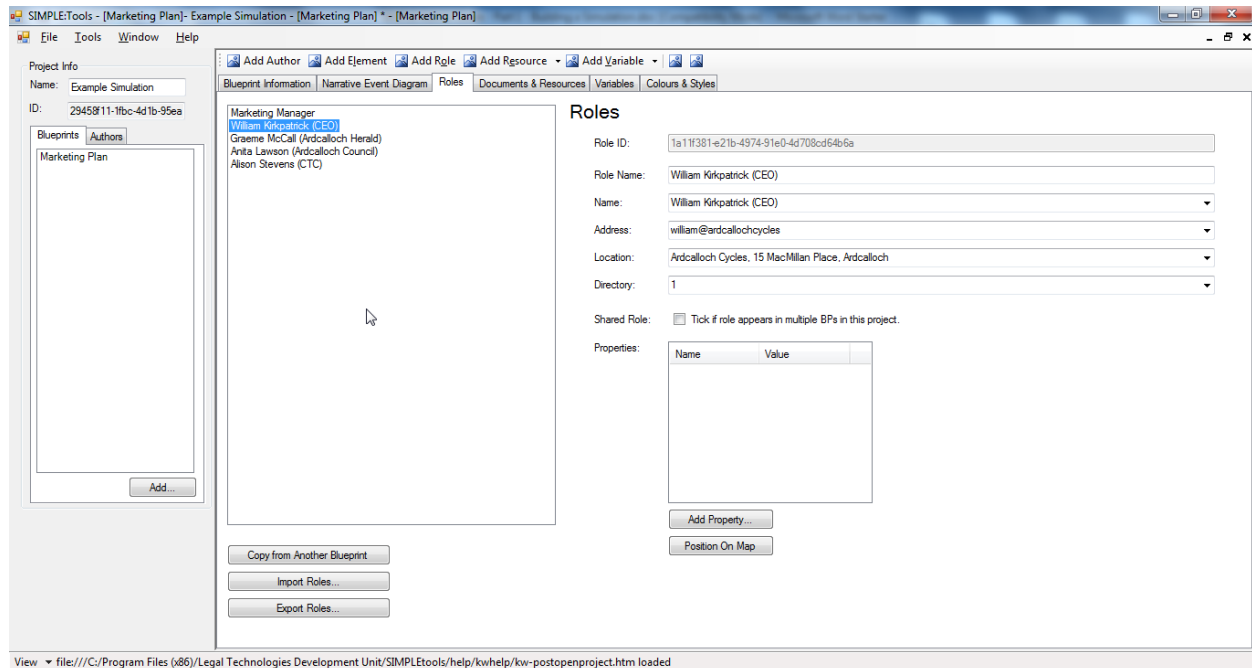 SIMPLE:Tools - [Marketing Plan]- Example Simulation - [Marketing Plan] * - [Marketing Plan]
File Tools Window Help
Project Info
Name: Example Simulation
ID: 29458f11-1fbc-4d1b-95ea
Blueprints Authors
Marketing Plan
Add...
Add Author Add Element Add Role Add Resource Add Variable
Blueprint Information Narrative Event Diagram Roles Documents & Resources Variables Colours & Styles
Marketing Manager
William Kirkpatrick (CEO)
Graeme McCall (Ardcalloch Herald)
Anita Lawson (Ardcalloch Council)
Alison Stevens (CTC)
Copy from Another Blueprint
Import Roles...
Export Roles...
Roles
Role ID: 1a11f381-e21b-4974-91e0-4d708cd64b6a
Role Name: William Kirkpatrick (CEO)
Name: William Kirkpatrick (CEO)
Address: william@ardcallochcycles
Location: Ardcalloch Cycles, 15 MacMillan Place, Ardcalloch
Directory: 1
Shared Role: Tick if role appears in multiple BPs in this project.
Properties: Name Value
Add Property...
Position On Map
View file:///C:/Program Files (x86)/Legal Technologies Development Unit/SIMPLEtools/help/kwhelp/kw-postopenproject.htm loaded